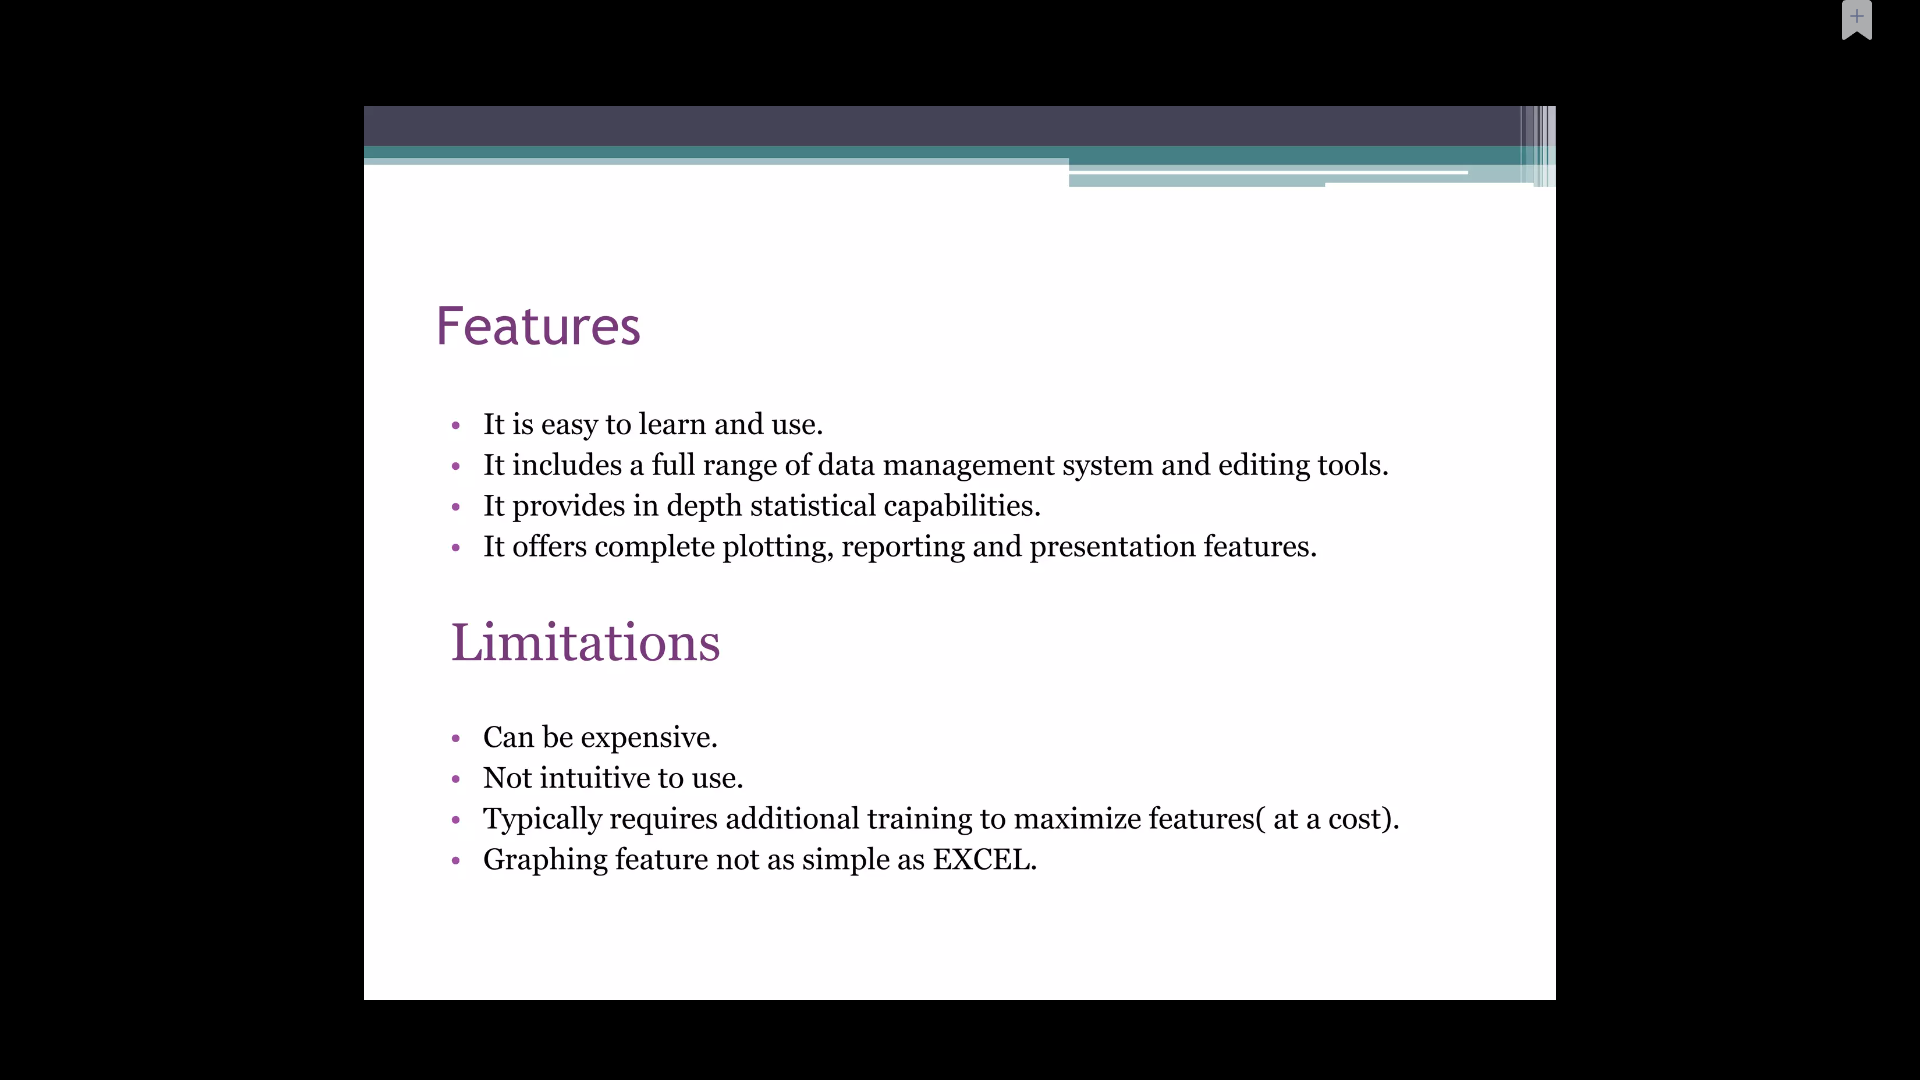 Features
• It is easy to learn and use.
• It includes a full range of data management system and editing tools.
• It provides in depth statistical capabilities.
• It offers complete plotting, reporting and presentation features.
Limitations
• Can be expensive.
• Not intuitive to use.
• Typically requires additional training to maximize features( at a cost).
• Graphing feature not as simple as EXCEL.